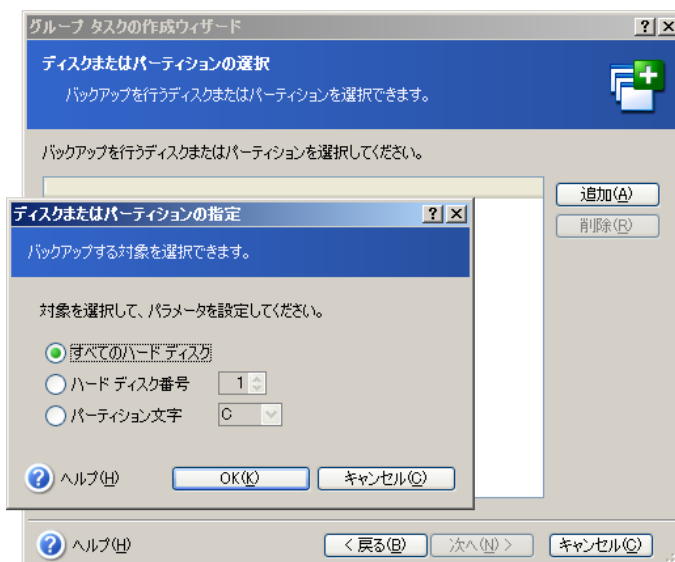 グループ タスクの作成ウィザード
ディスクまたはパーティションの選択
バックアップを行うディスクまたはパーティションを選択できます。
バックアップを行うディスクまたはパーティションを選択してください。
追加(A)
削除(R)
ディスクまたはパーティションの指定
バックアップする対象を選択できます。
対象を選択して、パラメータを設定してください。
すべてのハード ディスク
ハード ディスク番号 1
パーティション文字 C
ヘルプ(H) OK(K) キャンセル(C)
ヘルプ(H) < 戻る(B) 次へ(N) > キャンセル(C)